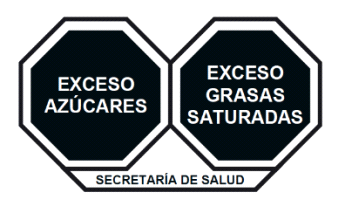 EXCESO
AZÚCARES
EXCESO
GRASAS
SATURADAS
SECRETARÍA DE SALUD